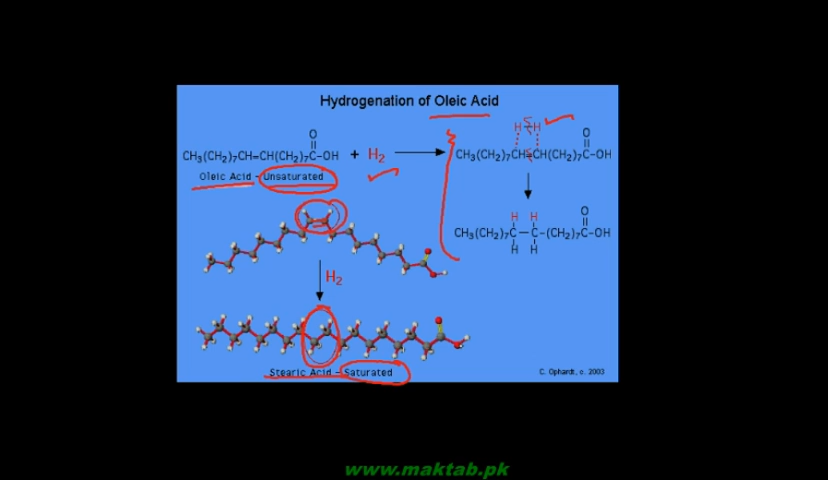 Hydrogenation of Oleic Acid
H-H
O
CH3(CH2)7CH=CH(CH2)7C-OH + H2
O
CH3(CH2)7CH=CH(CH2)7C-OH
Oleic Acid - Unsaturated
H H O
CH3(CH2)7C-C-(CH2)7C-OH
H H
H2
Stearic Acid - Saturated
C. Ophardt, c. 2003
www.maktab.pk